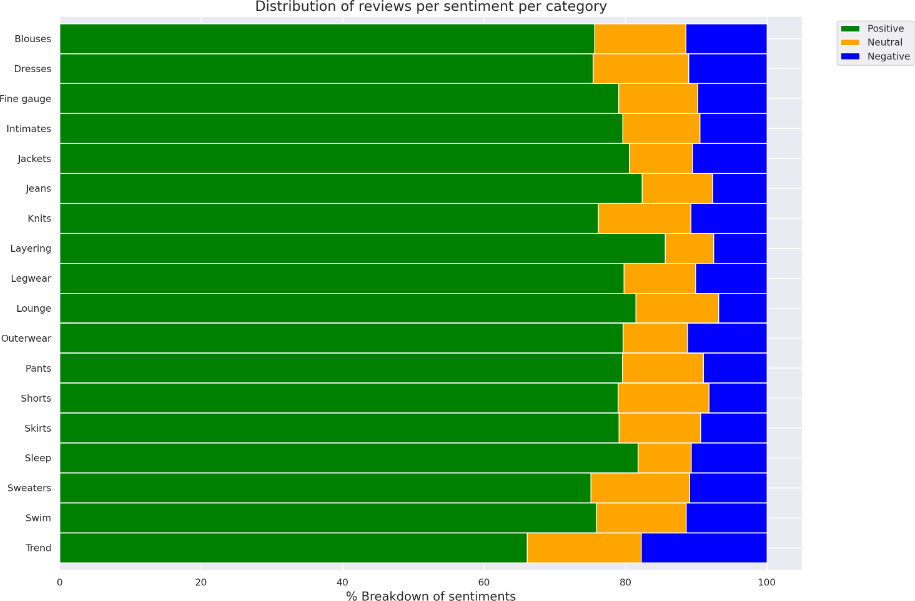 Distribution of reviews per sentiment per category
Positive
Neutral
Negative
Blouses
Dresses
Fine gauge
Intimates
Jackets
Jeans
Knits
Layering
Legwear
Lounge
Outerwear
Pants
Shorts
Skirts
Sleep
Sweaters
Swim
Trend
0 20 40 60 80 100
% Breakdown of sentiments